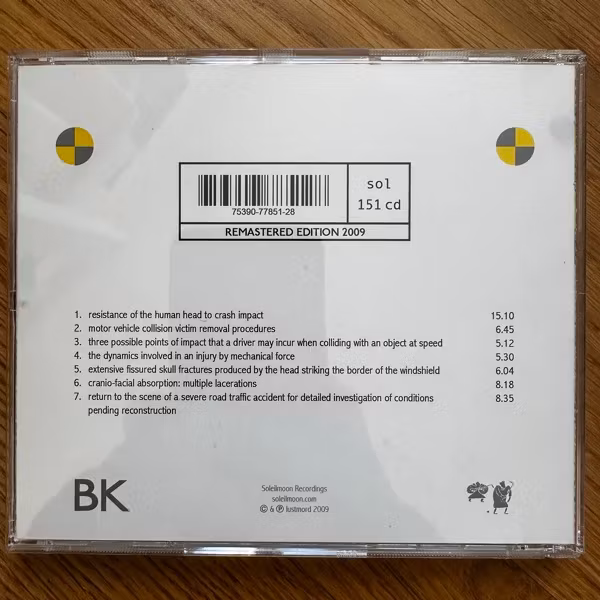 sol
151 cd
75390-77851-28
REMASTERED EDITION 2009
1. resistance of the human head to crash impact 15.10
2. motor vehicle collision victim removal procedures 6.45
3. three possible points of impact that a driver may incur when colliding with an object at speed 5.12
4. the dynamics involved in an injury by mechanical force 5.30
5. extensive fissured skull fractures produced by the head striking the border of the windshield 6.04
6. cranio-facial absorption: multiple lacerations 8.18
7. return to the scene of a severe road traffic accident for detailed investigation of conditions 8.35
pending reconstruction
BK
Soleilmoon Recordings
soleilmoon.com
© & ℗ lustmord 2009